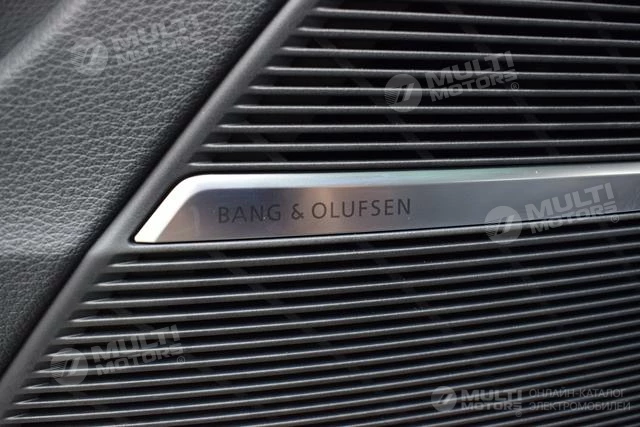 MULTI
MOTORS
MULTI
MOTORS
BANG & OLUFSEN
MULTI
MOTORS
MULTI
MOTORS
MULTI
MOTORS
ОНЛАЙН-КАТАЛОГ
ЭЛЕКТРОМОБИЛЕЙ